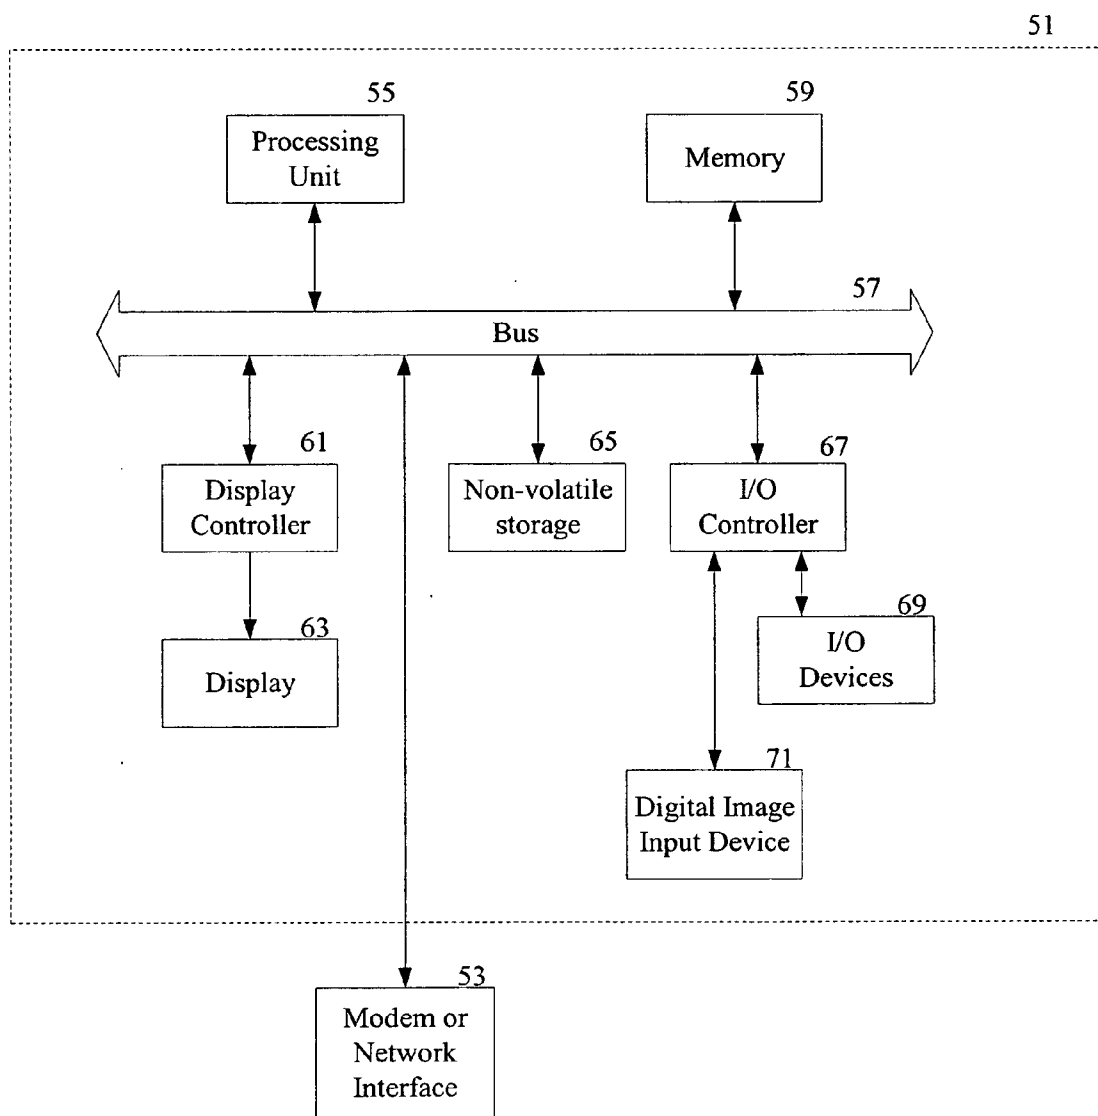 51
55
59
Processing
Unit
Memory
57
Bus
61
65
67
Display
Controller
Non-volatile
storage
I/O
Controller
63
69
Display
I/O
Devices
71
Digital Image
Input Device
53
Modem or
Network
Interface